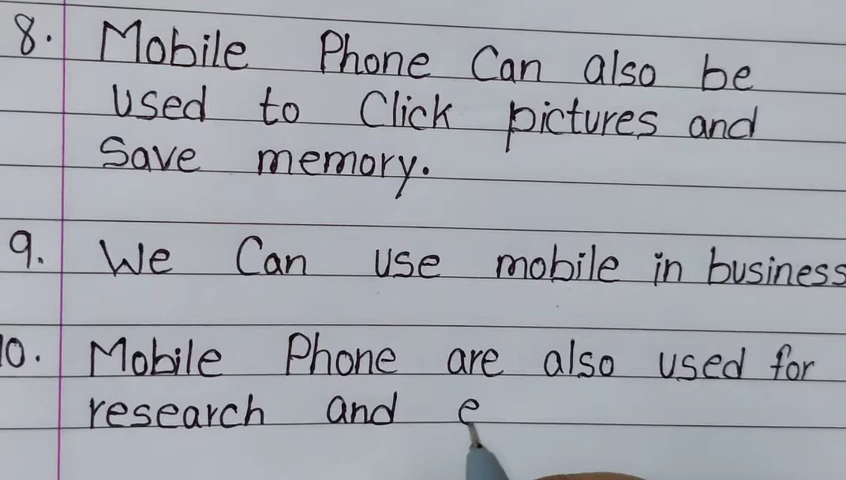 8. Mobile Phone Can also be
used to Click pictures and
Save memory.
9. We Can use mobile in business
10. Mobile Phone are also used for
research and e